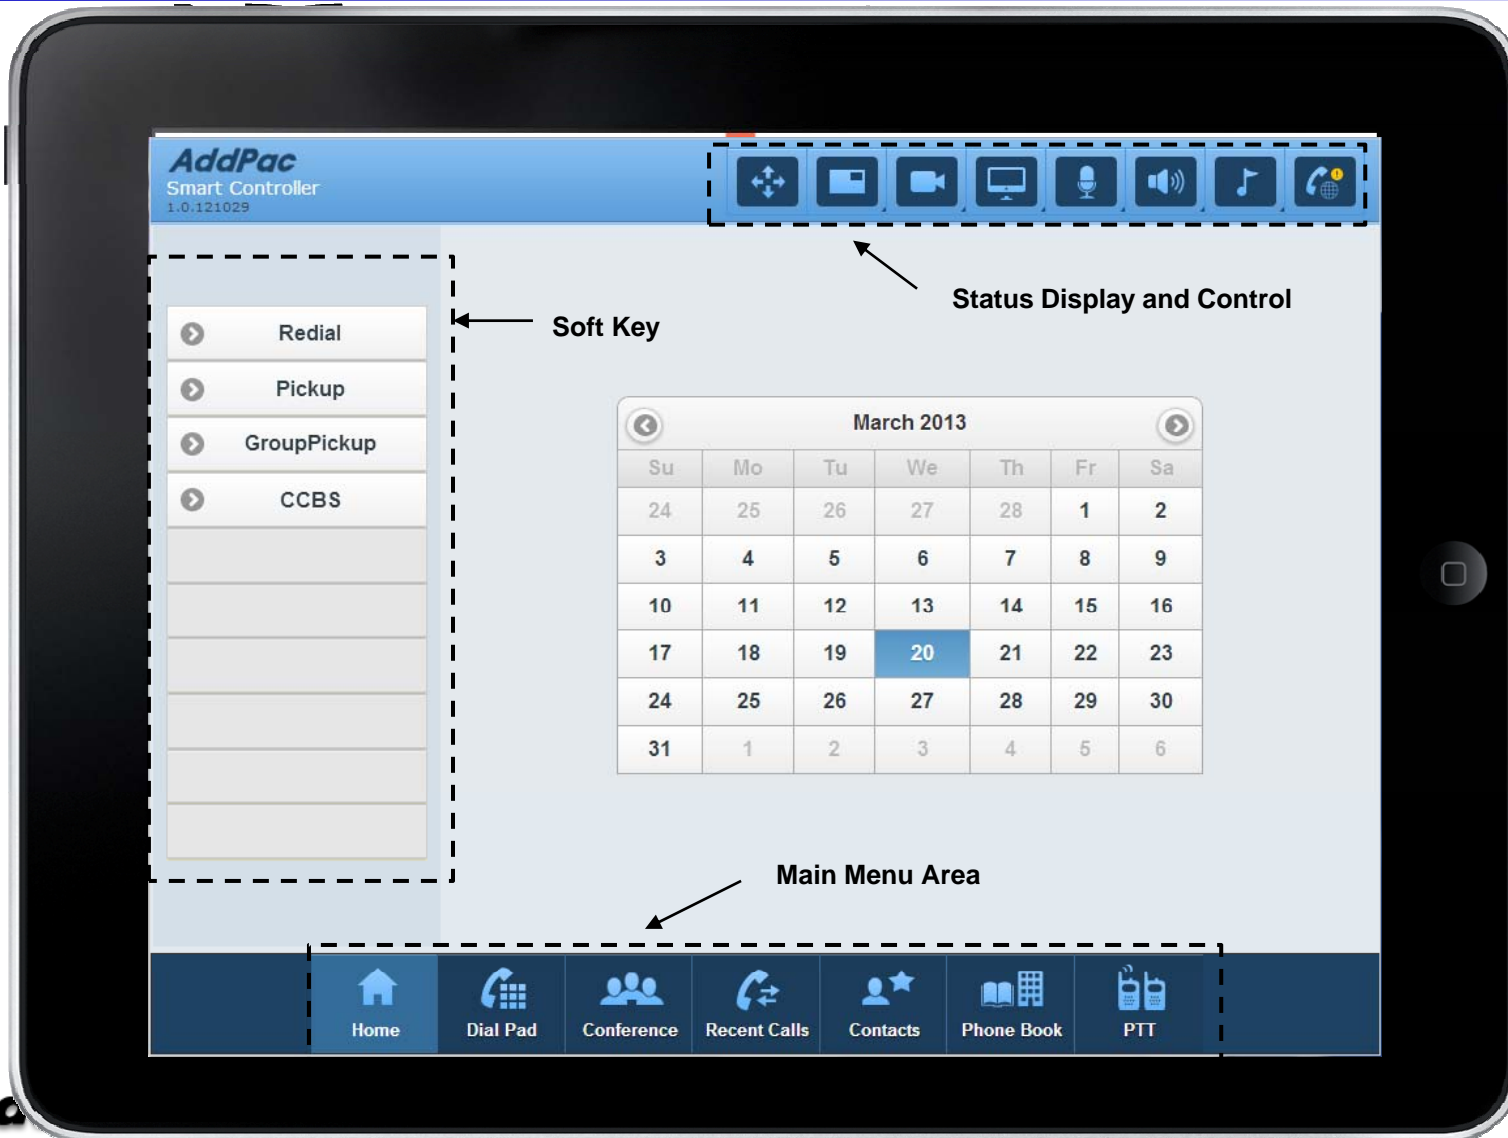 AddPac
Smart Controller
1.0.121029
Status Display and Control
Soft Key
Redial
Pickup
GroupPickup
CCBS
March 2013
Su Mo Tu We Th Fr Sa
24 25 26 27 28 1 2
3 4 5 6 7 8 9
10 11 12 13 14 15 16
17 18 19 20 21 22 23
24 25 26 27 28 29 30
31 1 2 3 4 5 6
Main Menu Area
Home Dial Pad Conference Recent Calls Contacts Phone Book PTT